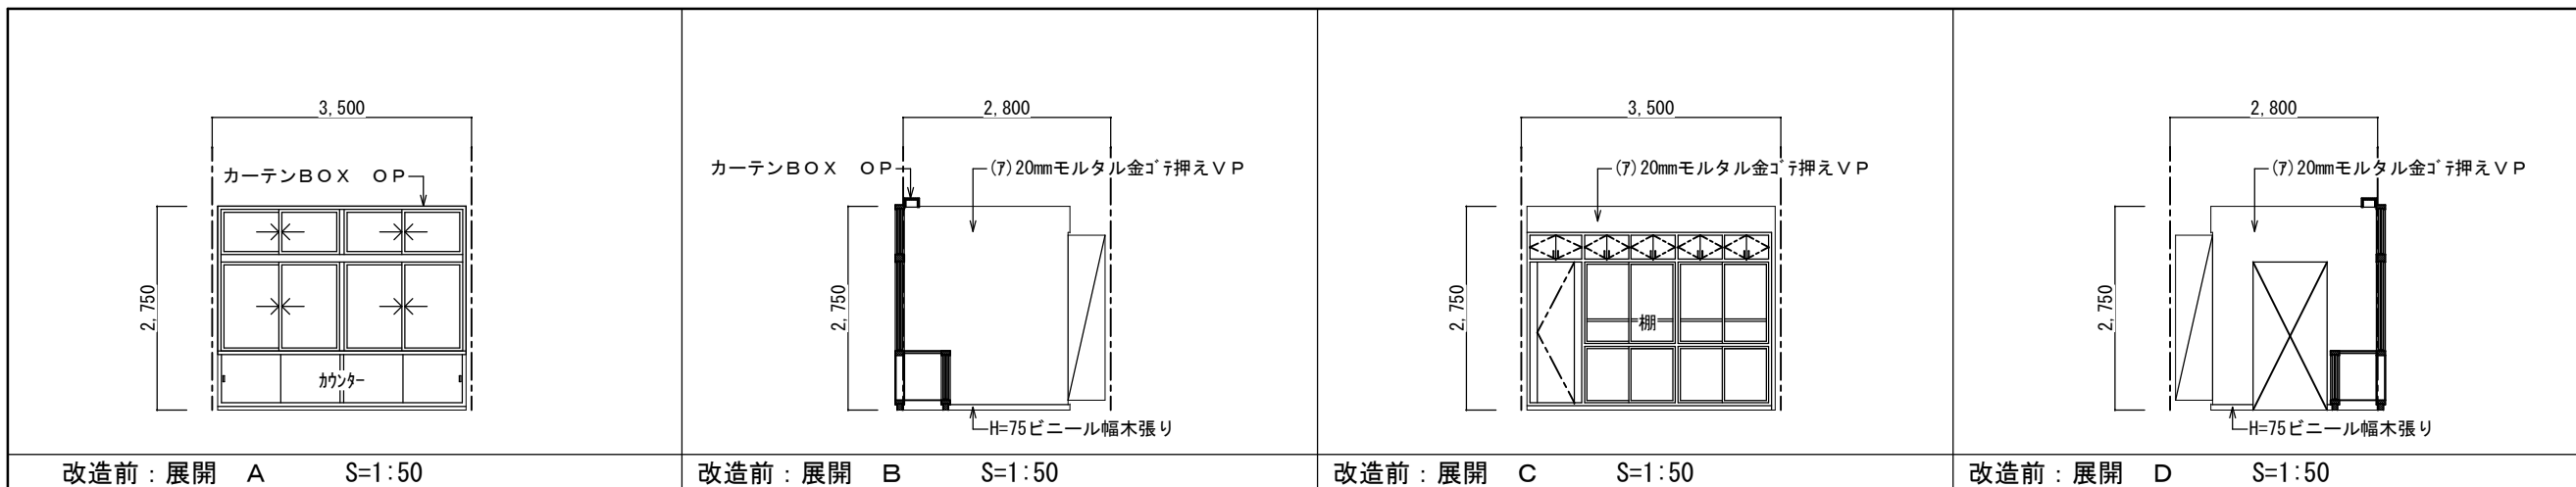 3,500
カーテンBOX　OP
2,750
カウンター
改造前：展開　A　　S=1:50
2,800
カーテンBOX　OP
(ア)20mmモルタル金ゴテ押えVP
2,750
H=75ビニール幅木張り
改造前：展開　B　　S=1:50
3,500
(ア)20mmモルタル金ゴテ押えVP
2,750
棚
改造前：展開　C　　S=1:50
2,800
(ア)20mmモルタル金ゴテ押えVP
2,750
H=75ビニール幅木張り
改造前：展開　D　　S=1:50